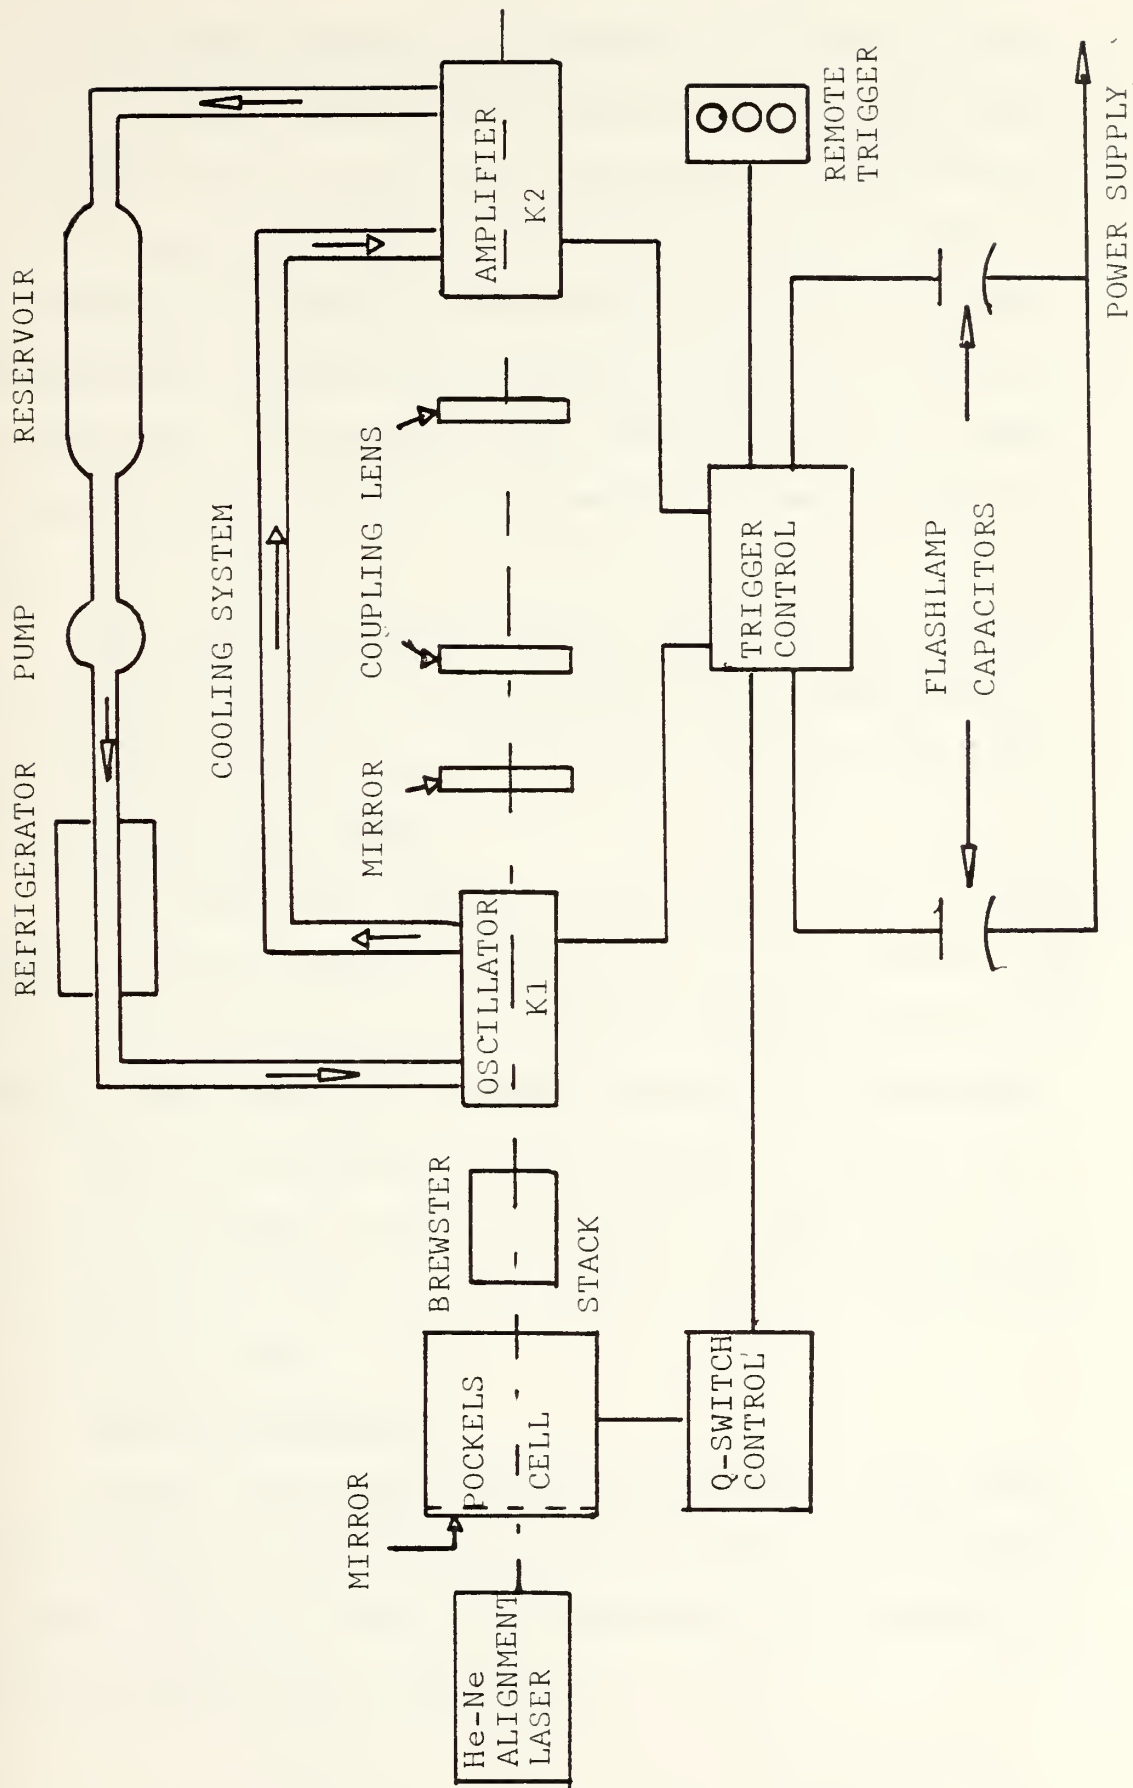 REFRIGERATOR
PUMP
RESERVOIR
COOLING SYSTEM
MIRROR
COUPLING LENS
MIRROR
BREWSTER
STACK
He-Ne
ALIGNMENT
LASER
POCKELS
CELL
OSCILLATOR
K1
AMPLIFIER
K2
Q-SWITCH
CONTROL
TRIGGER
CONTROL
REMOTE
TRIGGER
FLASHLAMP
CAPACITORS
POWER SUPPLY